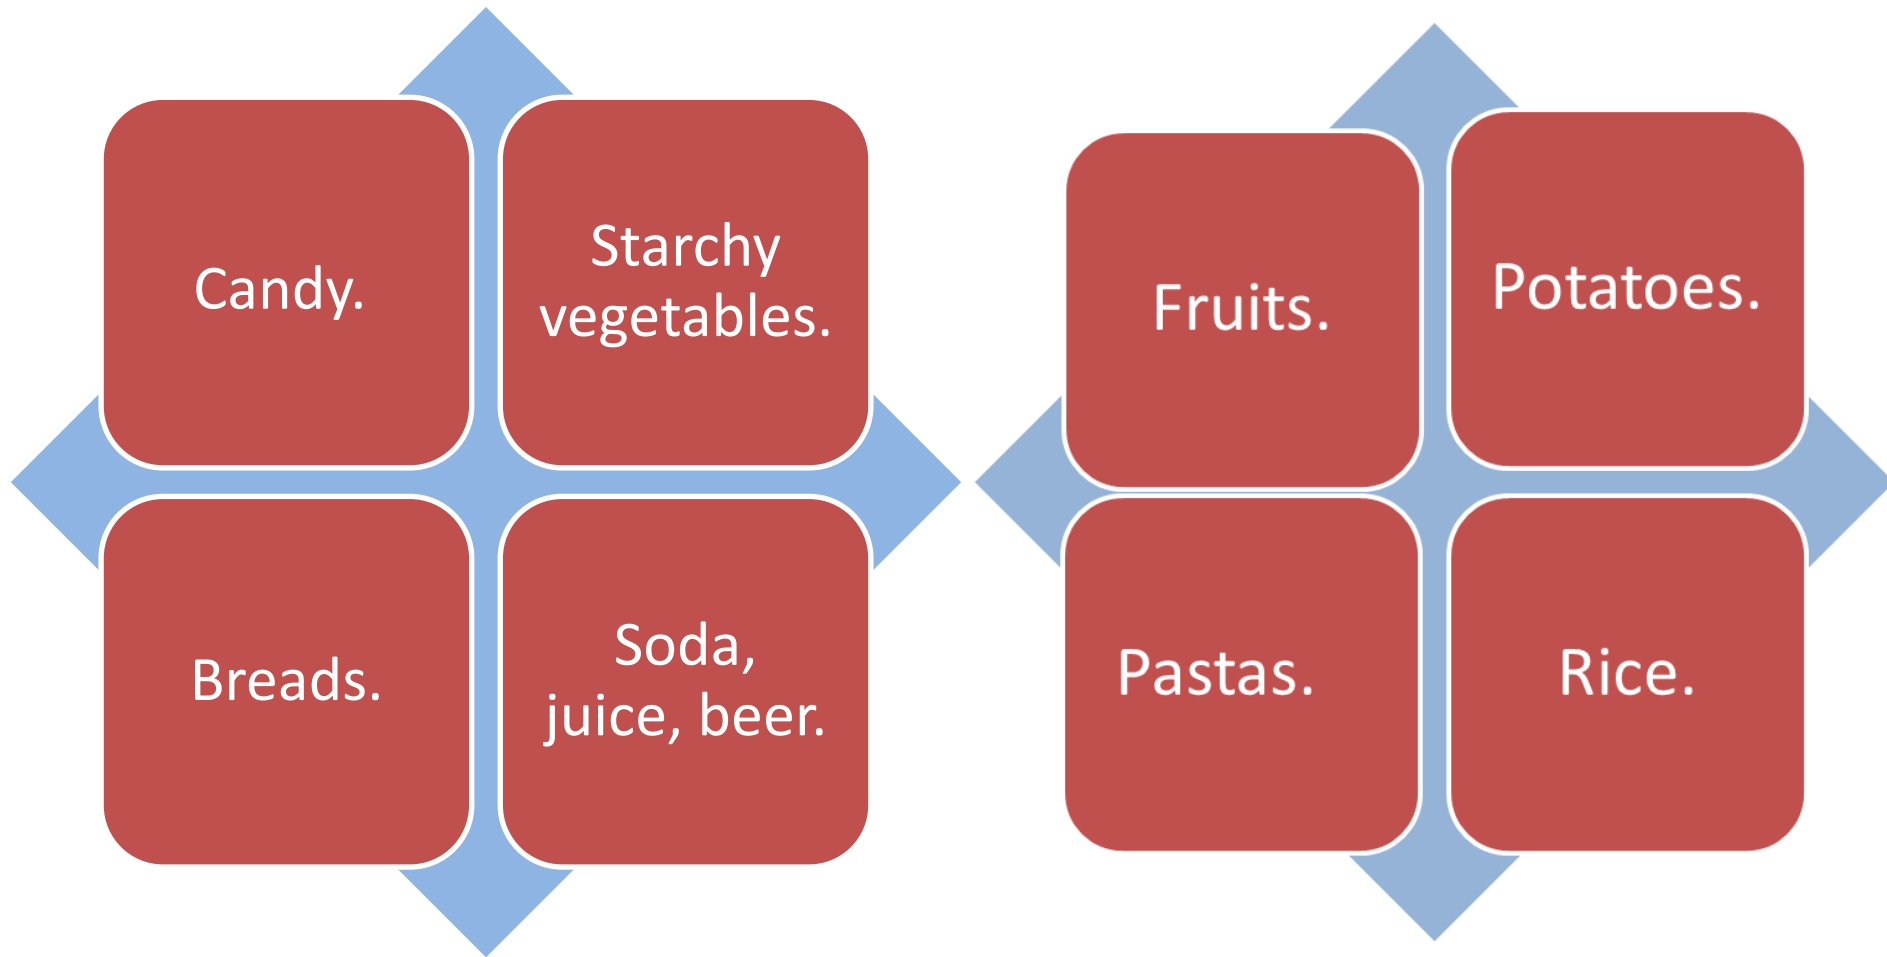 Candy.
Starchy
vegetables.
Breads.
Soda,
juice, beer.
Fruits.
Potatoes.
Pastas.
Rice.